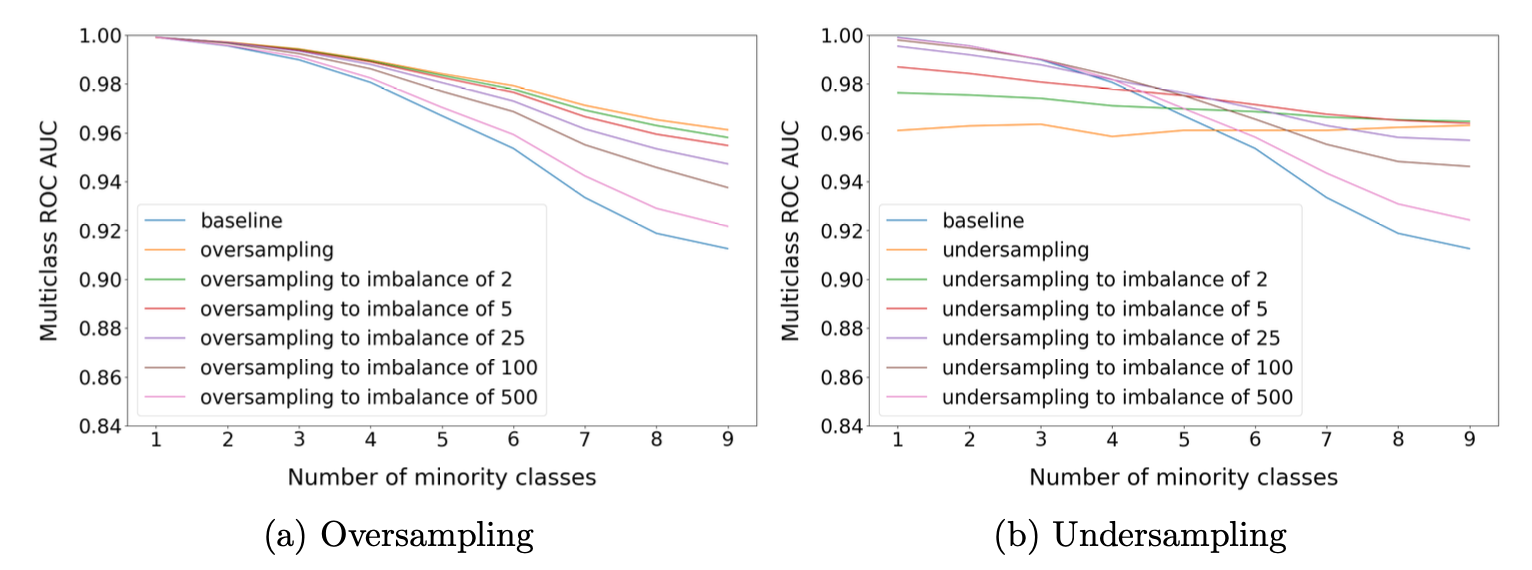 Multiclass ROC AUC
1.00
0.98
0.96
0.94
0.92
0.90
0.88
0.86
0.84
baseline
oversampling
oversampling to imbalance of 2
oversampling to imbalance of 5
oversampling to imbalance of 25
oversampling to imbalance of 100
oversampling to imbalance of 500
1 2 3 4 5 6 7 8 9
Number of minority classes
(a) Oversampling
Multiclass ROC AUC
1.00
0.98
0.96
0.94
0.92
0.90
0.88
0.86
0.84
baseline
undersampling
undersampling to imbalance of 2
undersampling to imbalance of 5
undersampling to imbalance of 25
undersampling to imbalance of 100
undersampling to imbalance of 500
1 2 3 4 5 6 7 8 9
Number of minority classes
(b) Undersampling